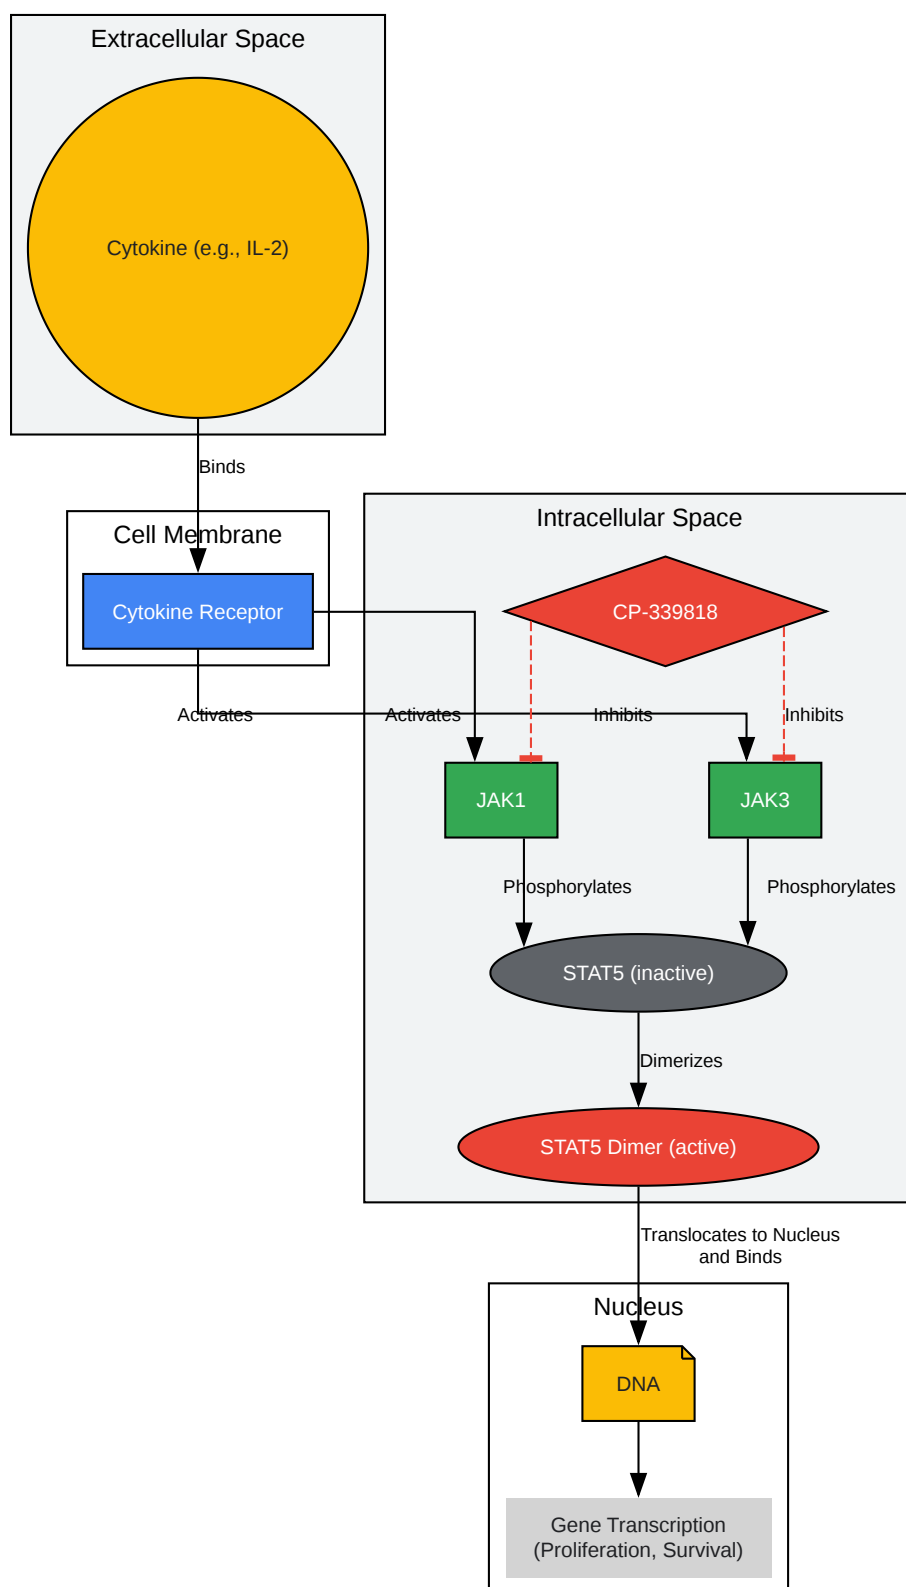 Extracellular Space
Cytokine (e.g., IL-2)
Binds
Cell Membrane
Cytokine Receptor
Intracellular Space
CP-339818
Activates
Activates
Inhibits
Inhibits
JAK1
JAK3
Phosphorylates
Phosphorylates
STAT5 (inactive)
Dimerizes
STAT5 Dimer (active)
Translocates to Nucleus
and Binds
Nucleus
DNA
Gene Transcription
(Proliferation, Survival)